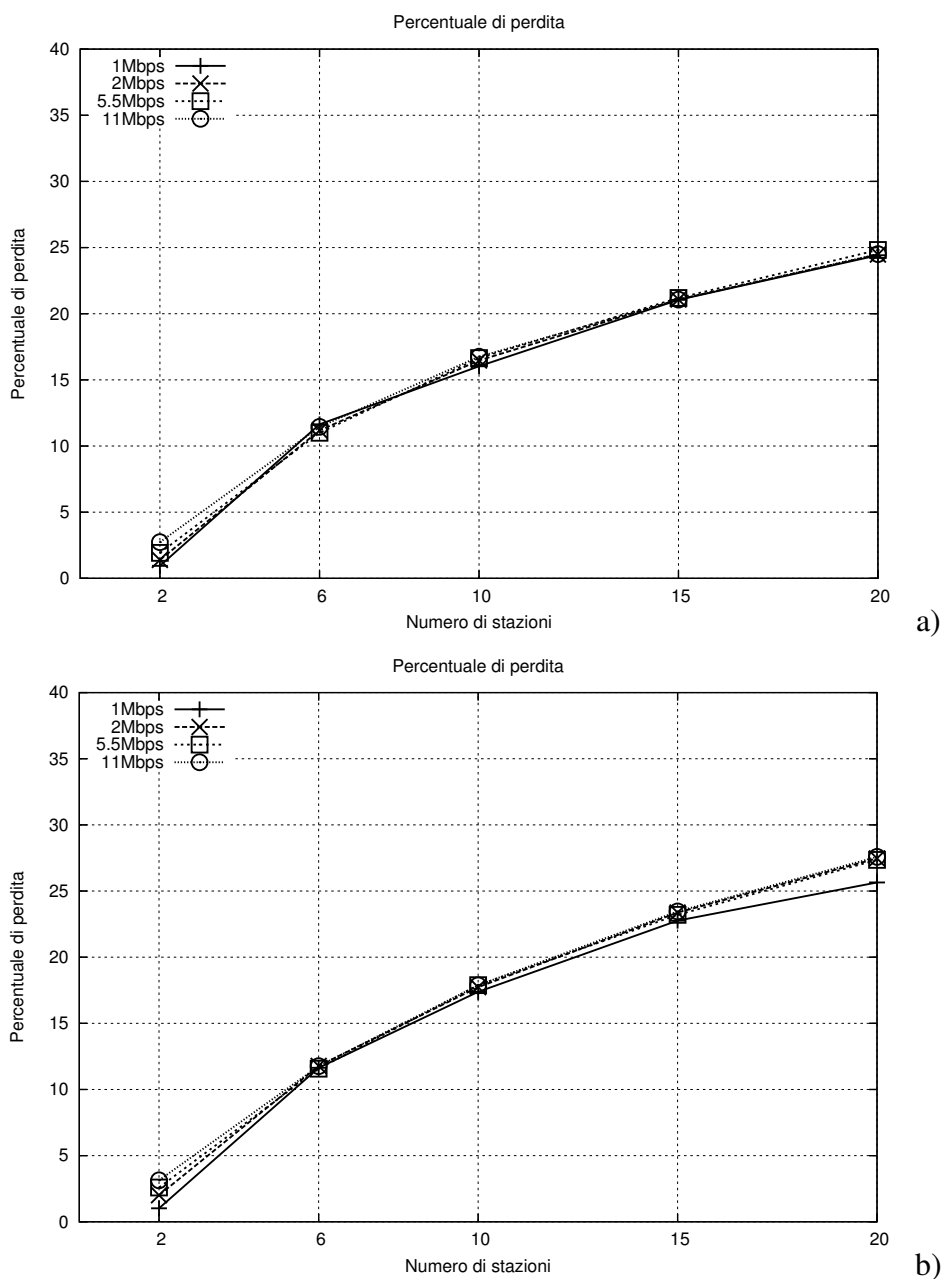 Percentuale di perdita
40
35
30
25
20
15
10
5
0
Percentuale di perdita
1Mbps
2Mbps
5.5Mbps
11Mbps
2 6 10 15 20
Numero di stazioni
a)
Percentuale di perdita
40
35
30
25
20
15
10
5
0
Percentuale di perdita
1Mbps
2Mbps
5.5Mbps
11Mbps
2 6 10 15 20
Numero di stazioni
b)